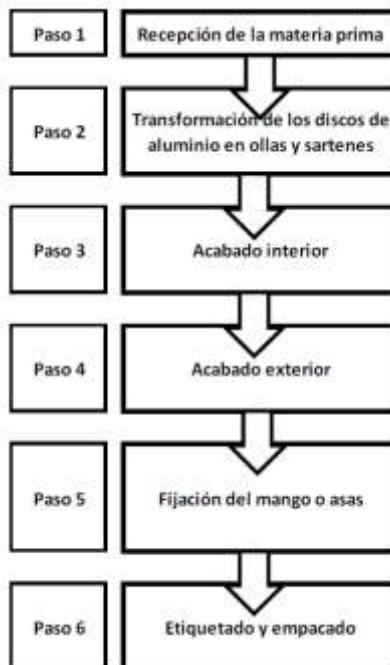 Paso 1
Recepción de la materia prima
Paso 2
Transformación de los discos de
aluminio en ollas y sartenes
Paso 3
Acabado interior
Paso 4
Acabado exterior
Paso 5
Fijación del mango o asas
Paso 6
Etiquetado y empacado